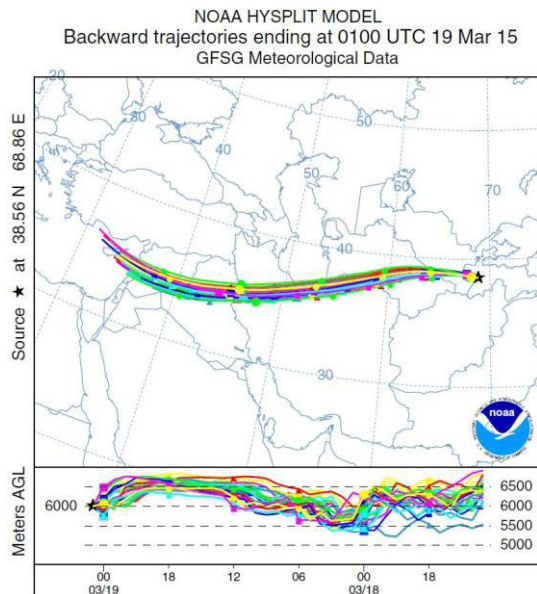 NOAA HYSPLIT MODEL
Backward trajectories ending at 0100 UTC 19 Mar 15
GFSG Meteorological Data
Source ★ at 38.56 N 68.86 E
20
30
40
50
50
60
70
40
30
noaa
Meters AGL
6000
6500
6000
5500
5000
00 18 12 06 00 18
03/19 03/18